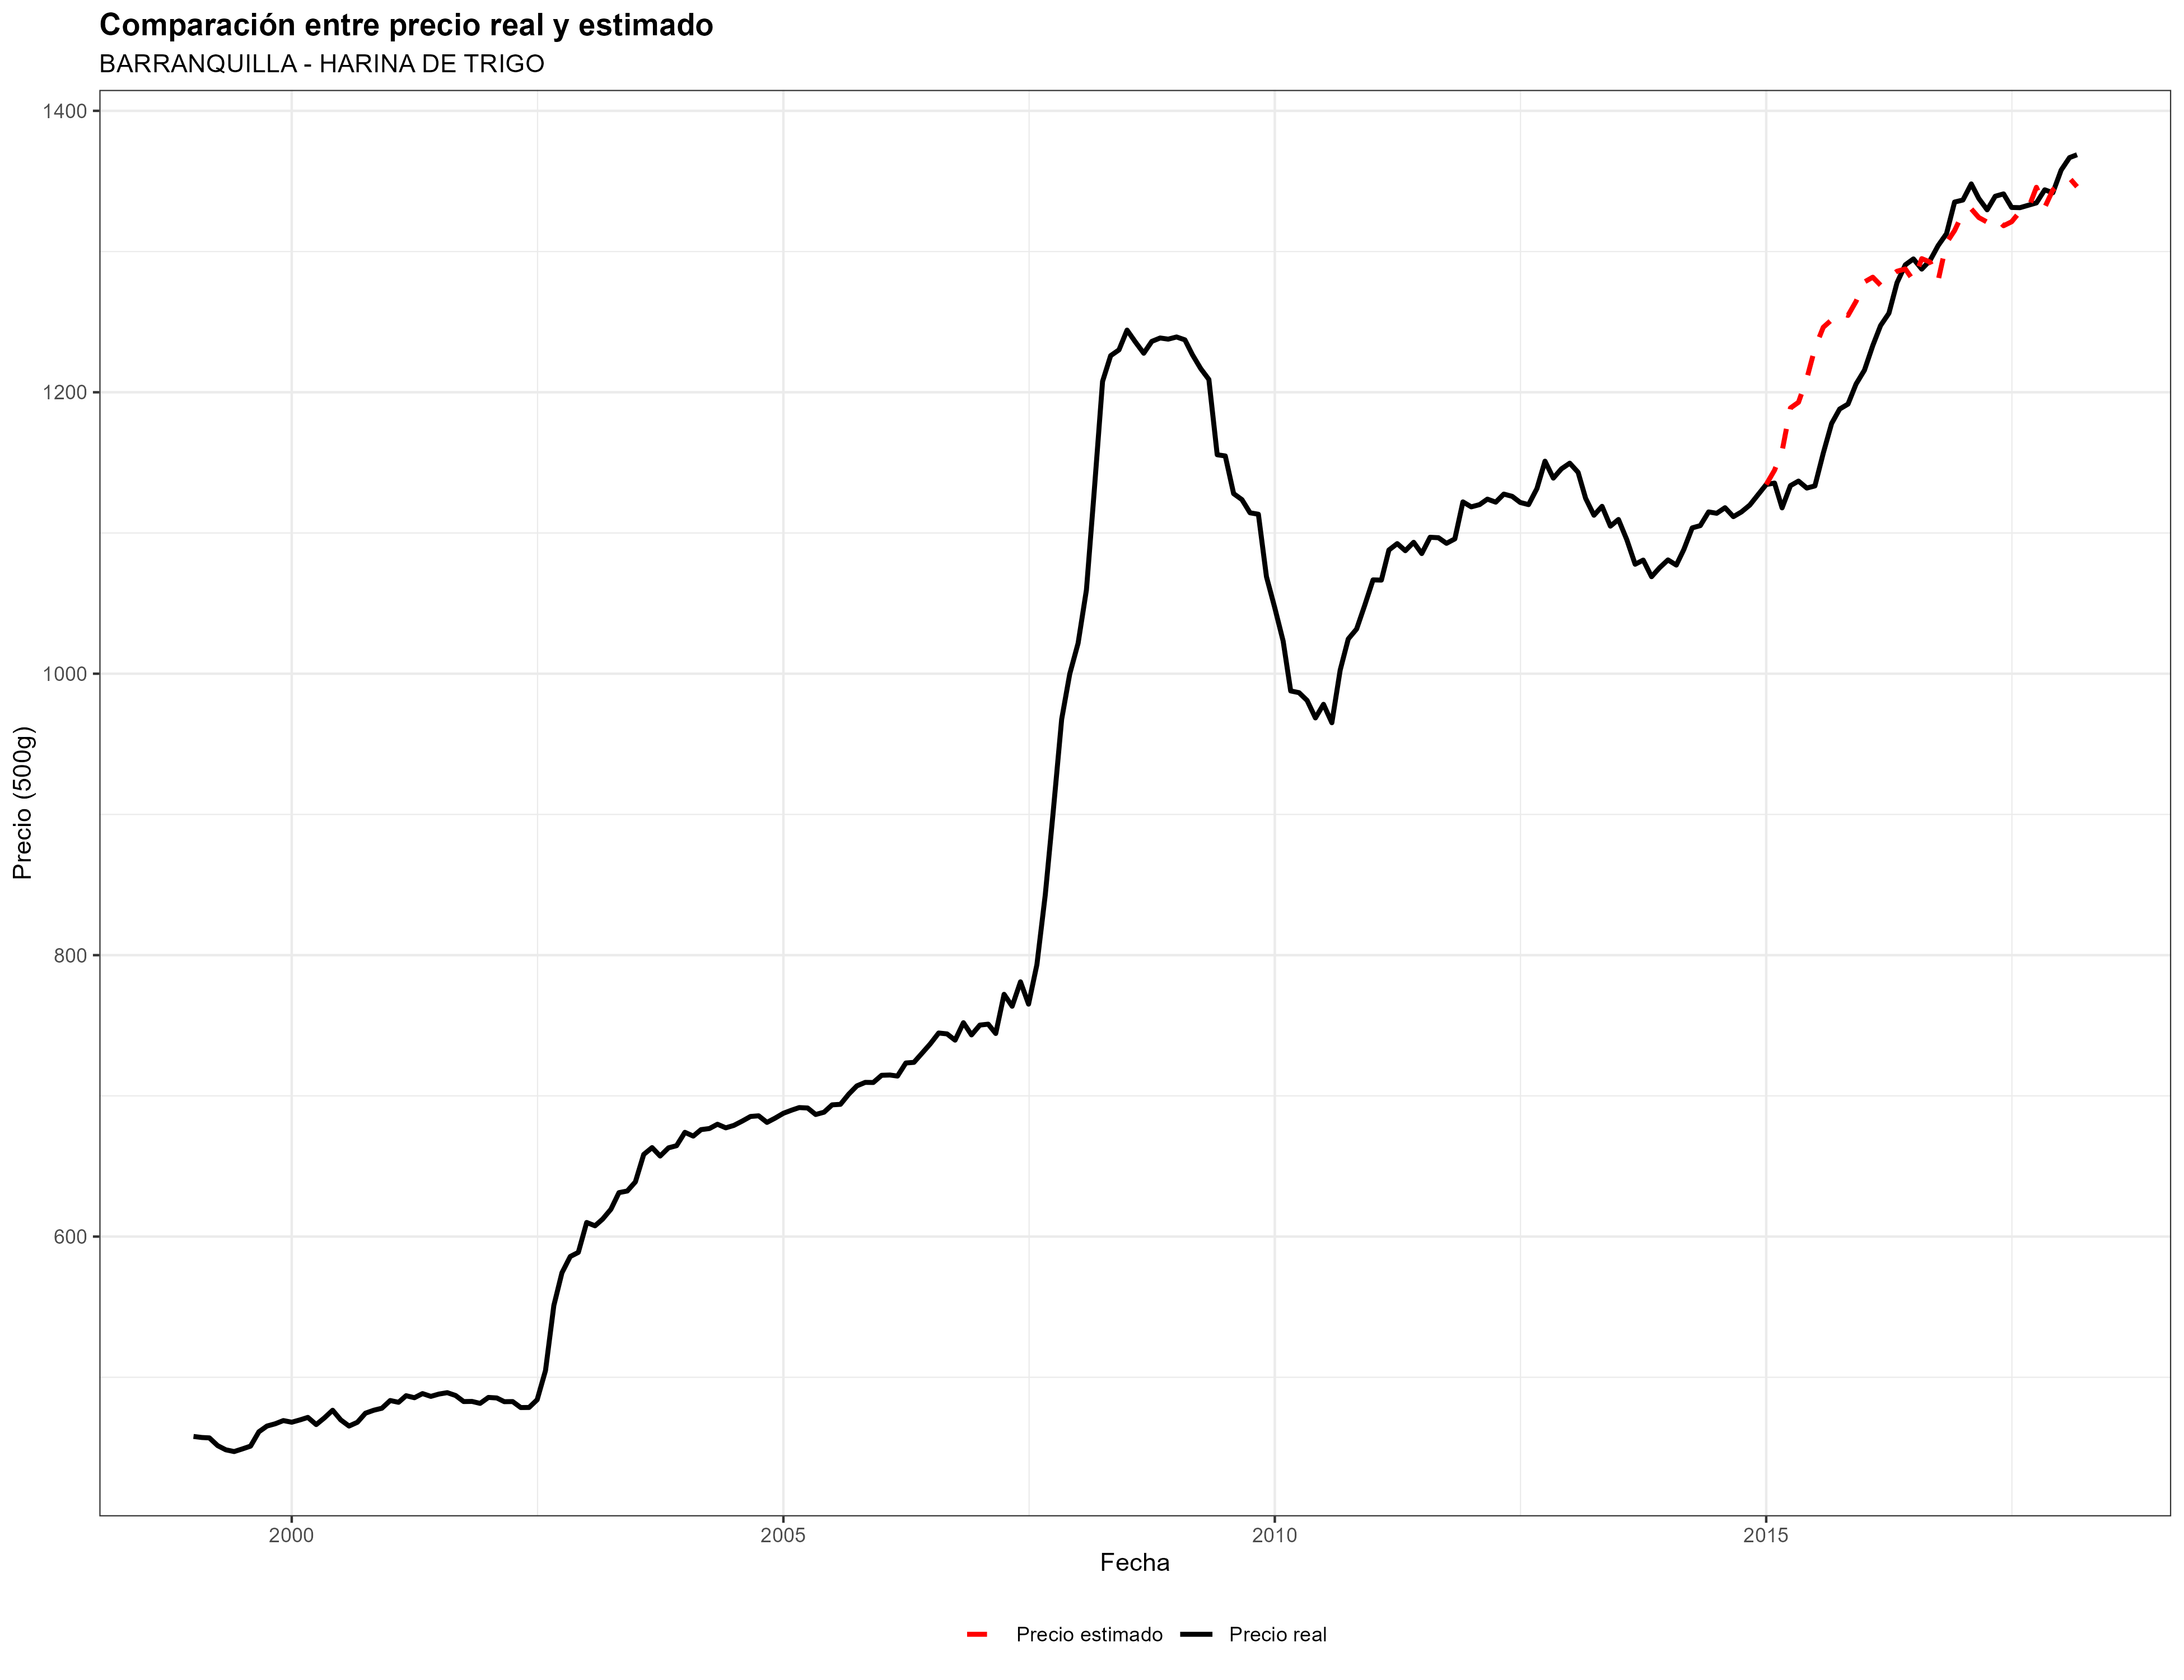 Comparación entre precio real y estimado
BARRANQUILLA - HARINA DE TRIGO
1400
1200
1000
800
600
Precio (500g)
2000 2005 2010 2015
Fecha
Precio estimado Precio real